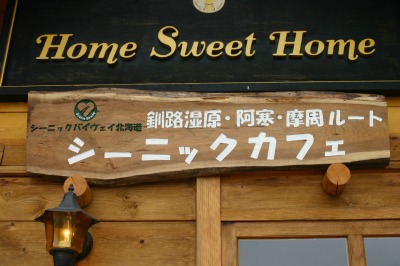 Home Sweet Home
シーニックバイウェイ北海道
釧路湿原・阿寒・摩周ルート
シーニックカフェ